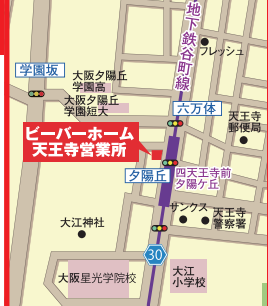 地下鉄谷町線
フレッシュ
学園坂
大阪夕陽丘
学園高
大阪夕陽丘
学園短大
六万体
天王寺
郵便局
ビーバーホーム
天王寺営業所
夕陽丘
四天王寺前
夕陽ケ丘
サンクス
天王寺
警察署
大江神社
30
大阪星光学院校
大江
小学校